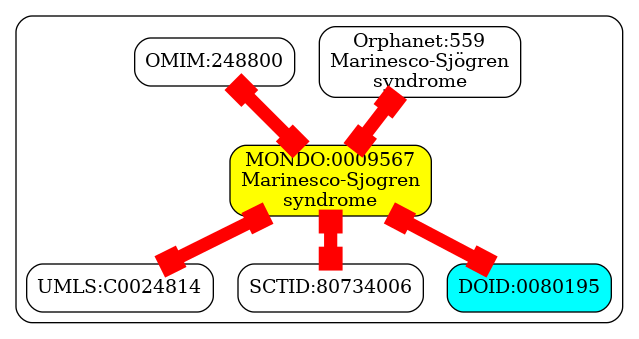 OMIM:248800
Orphanet:559
Marinesco-Sjögren
syndrome
MONDO:0009567
Marinesco-Sjogren
syndrome
UMLS:C0024814
SCTID:80734006
DOID:0080195